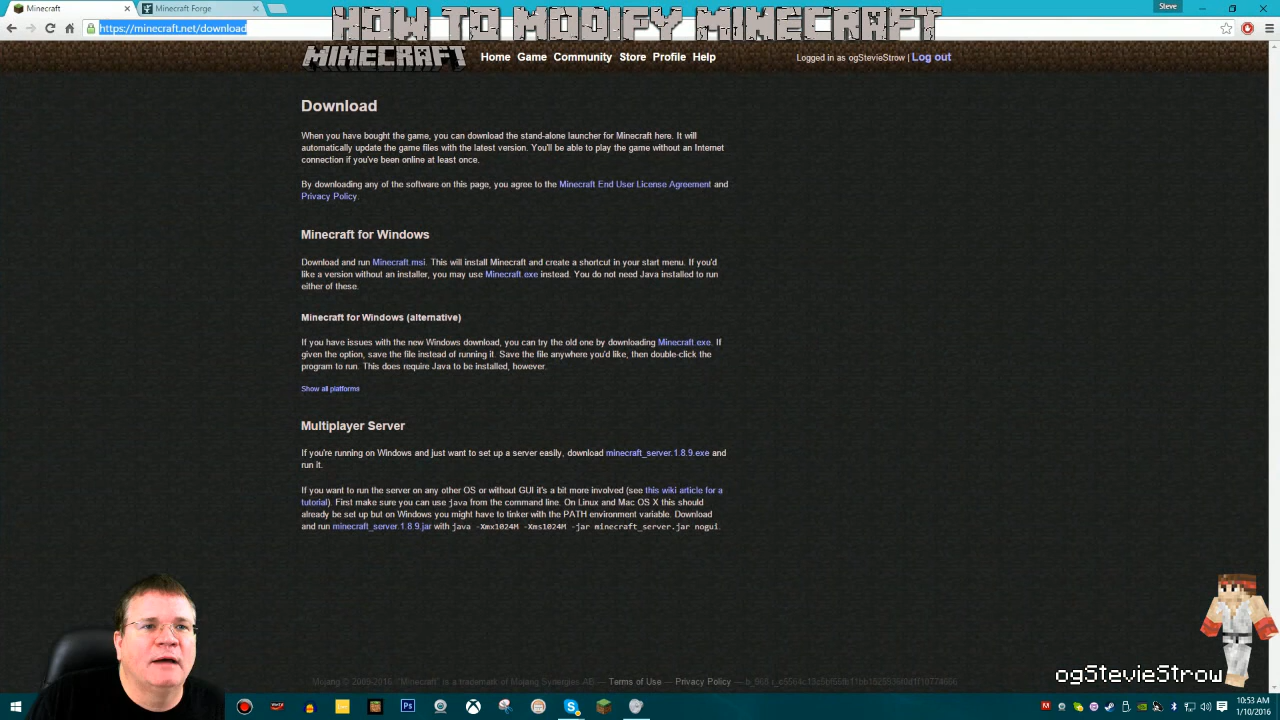 Minecraft
Minecraft Forge
Steve
https://minecraft.net/download
HOW TO MODIFY MINECRAFT
MINECRAFT
Home Game Community Store Profile Help
Logged in as ogStevieStrow | Log out
Download
When you have bought the game, you can download the stand-alone launcher for Minecraft here. It will
automatically update the game files with the latest version. You'll be able to play the game without an Internet
connection if you've been online at least once.
By downloading any of the software on this page, you agree to the Minecraft End User License Agreement and
Privacy Policy.
Minecraft for Windows
Download and run Minecraft.msi. This will install Minecraft and create a shortcut in your start menu. If you'd
like a version without an installer, you may use Minecraft.exe instead. You do not need Java installed to run
either of these.
Minecraft for Windows (alternative)
If you have issues with the new Windows download, you can try the old one by downloading Minecraft.exe. If
given the option, save the file instead of running it. Save the file anywhere you'd like, then double-click the
program to run. This does require Java to be installed, however.
Show all platforms
Multiplayer Server
If you're running on Windows and just want to set up a server easily, download minecraft_server.1.8.9.exe and
run it.
If you want to run the server on any other OS or without GUI it's a bit more involved (see this wiki article for a
tutorial). First make sure you can use java from the command line. On Linux and Mac OS X this should
already be set up but on Windows you might have to tinker with the PATH environment variable. Download
and run minecraft_server.1.8.9.jar with java -Xmx1024M -Xms1024M -jar minecraft_server.jar nogui.
Mojang © 2009-2016. "Minecraft" is a trademark of Mojang Synergies AB — Terms of Use — Privacy Policy —
ogStevieStrow
10:53 AM
1/10/2016